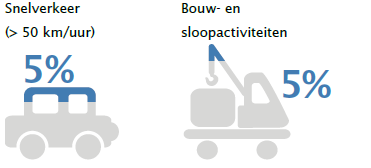 Snelverkeer
(> 50 km/uur)
5%
Bouw- en
sloopactiviteiten
5%